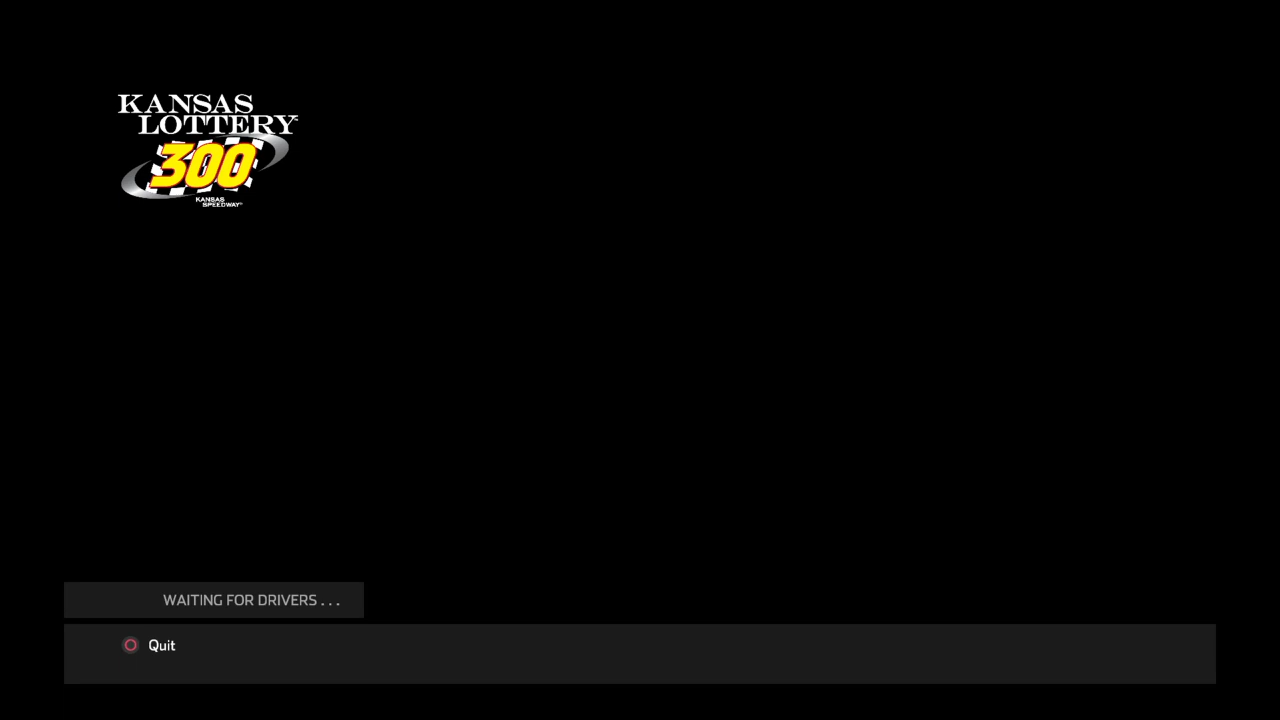 KANSAS
LOTTERY
300
KANSAS
SPEEDWAY®
WAITING FOR DRIVERS . . .
Quit